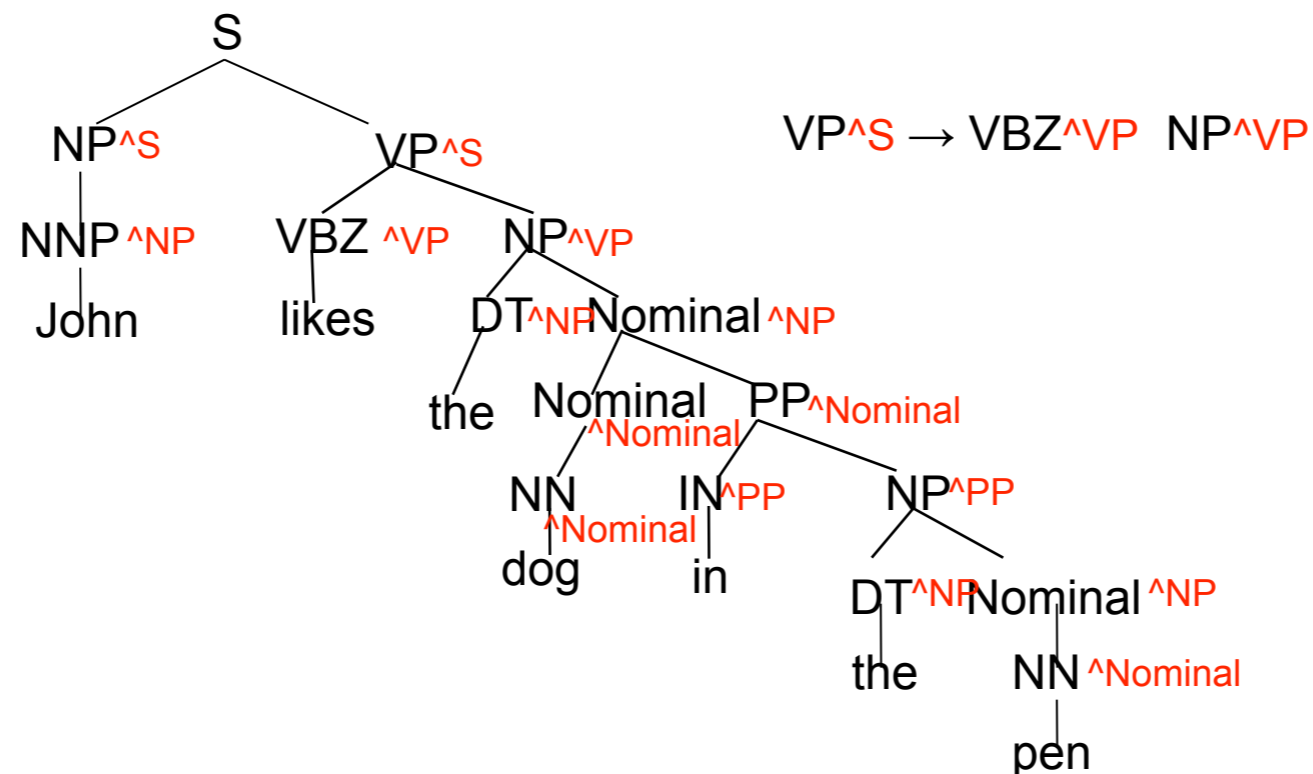 S
NP^S VP^S VP^S → VBZ^VP NP^VP
NNP ^NP VBZ ^VP NP^VP
John likes DT^NP Nominal ^NP
the Nominal ^Nominal PP^Nominal
NN ^Nominal IN^PP NP^PP
dog in
DT^NP Nominal ^NP
the NN ^Nominal
pen